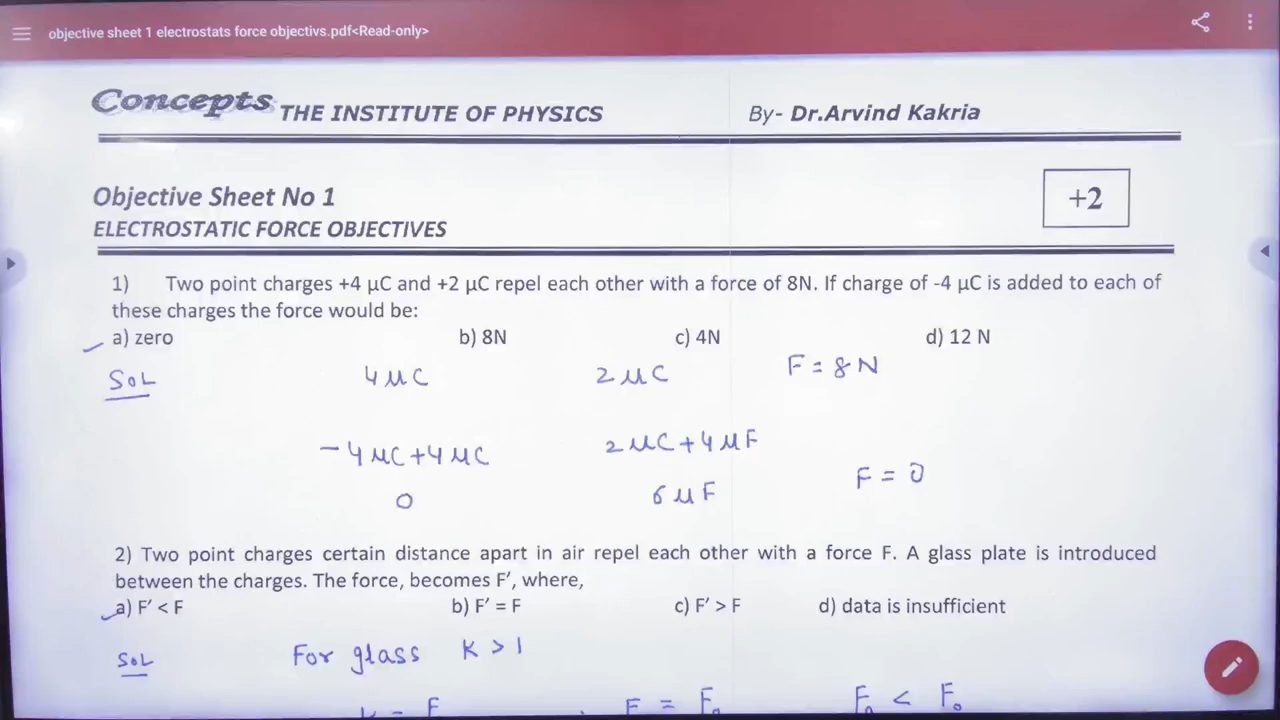 objective sheet 1 electrostats force objectivs.pdf<Read-only>
Concepts THE INSTITUTE OF PHYSICS By- Dr.Arvind Kakria
Objective Sheet No 1
+2
ELECTROSTATIC FORCE OBJECTIVES
1) Two point charges +4 μC and +2 μC repel each other with a force of 8N. If charge of -4 μC is added to each of
these charges the force would be:
a) zero b) 8N c) 4N d) 12 N
SOL 4 μC 2 μC F = 8 N
-4 μC + 4 μC 2 μC + 4 μF
0 6 μF F = 0
2) Two point charges certain distance apart in air repel each other with a force F. A glass plate is introduced
between the charges. The force, becomes F′, where,
a) F′ < F b) F′ = F c) F′ > F d) data is insufficient
SOL For glass K > 1